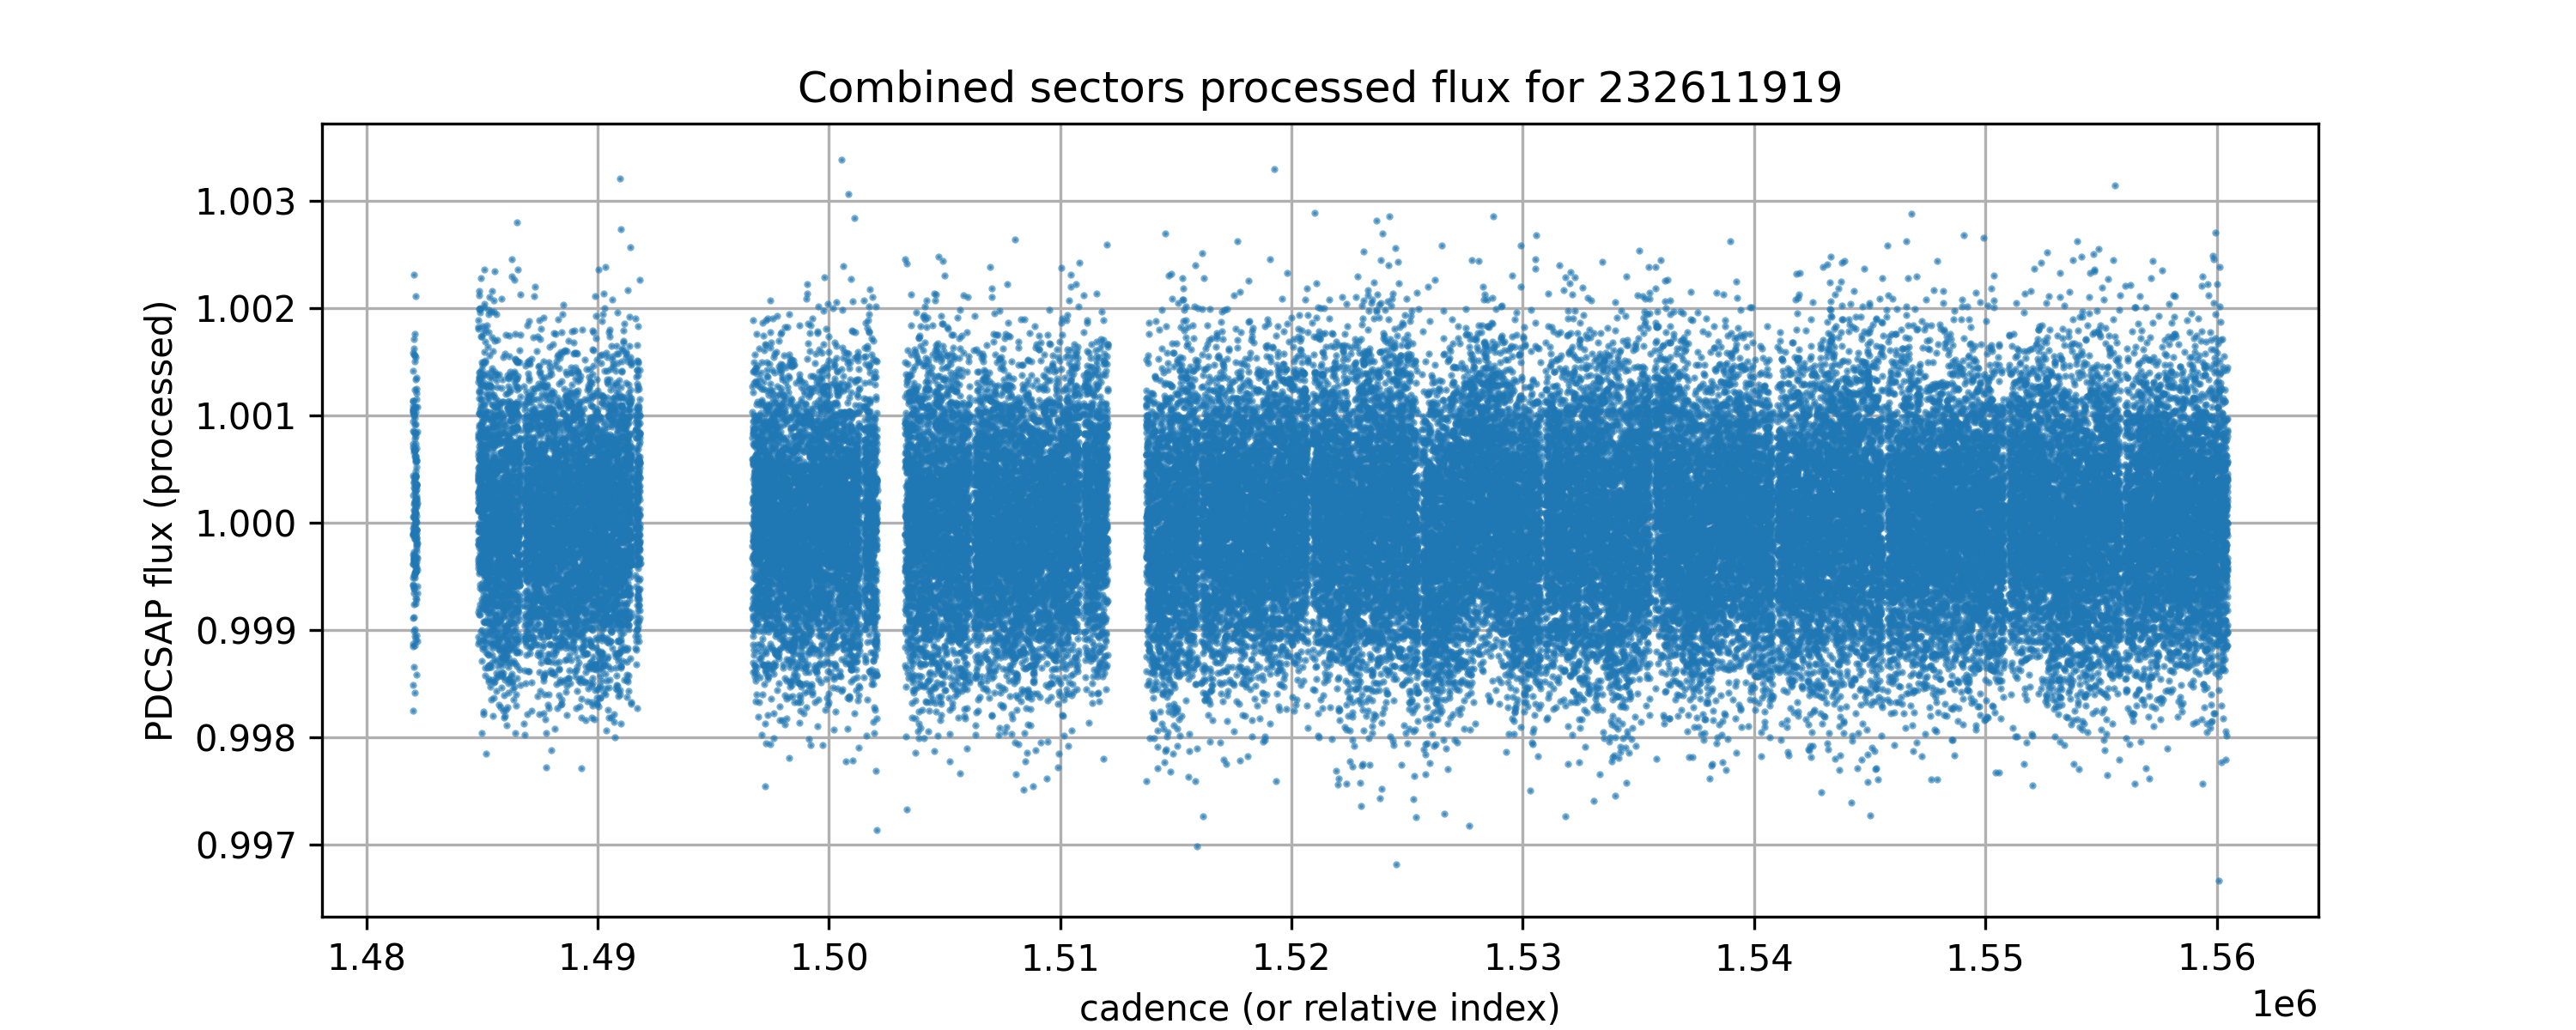 Combined sectors processed flux for 232611919
PDCSAP flux (processed)
1.003
1.002
1.001
1.000
0.999
0.998
0.997
1.48 1.49 1.50 1.51 1.52 1.53 1.54 1.55 1.56
cadence (or relative index)
1e6